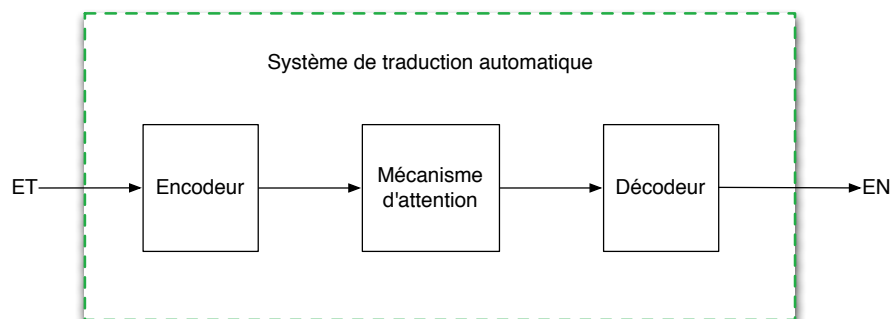 Système de traduction automatique
ET
Encodeur
Mécanisme
d'attention
Décodeur
EN